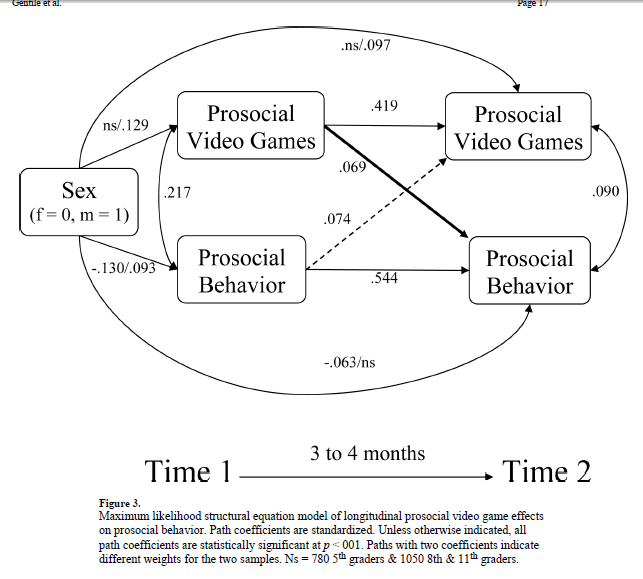 Gentile et al. Page 17
.ns/.097
Prosocial
Video Games
.419
Prosocial
Video Games
ns/.129
.069
Sex
(f = 0, m = 1)
.217
.090
.074
Prosocial
Behavior
Prosocial
Behavior
-.130/.093
.544
-.063/ns
3 to 4 months
Time 1 Time 2
Figure 3.
Maximum likelihood structural equation model of longitudinal prosocial video game effects
on prosocial behavior. Path coefficients are standardized. Unless otherwise indicated, all
path coefficients are statistically significant at p < 001. Paths with two coefficients indicate
different weights for the two samples. Ns = 780 5th graders & 1050 8th & 11th graders.